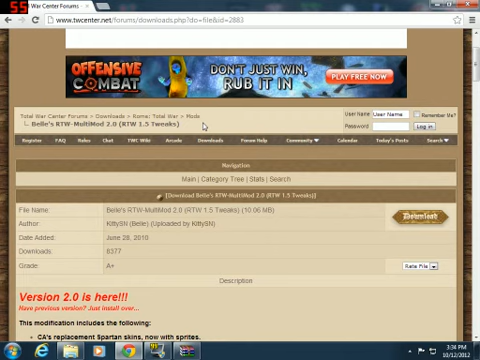 55
War Center Forums
www.twcenter.net/forums/downloads.php?do=file&id=2883
OFFENSIVE COMBAT
DON'T JUST WIN, RUB IT IN
PLAY FREE NOW
Total War Center Forums > Downloads > Rome: Total War > Mods
Belle's RTW-MultiMod 2.0 (RTW 1.5 Tweaks)
User Name User Name Remember Me?
Password Log in
Register FAQ Rules Chat TWC Wiki Arcade Downloads Forum Help Community Calendar Today's Posts Search
Navigation
Main | Category Tree | Stats | Search
[Download Belle's RTW-MultiMod 2.0 (RTW 1.5 Tweaks)]
File Name: Belle's RTW-MultiMod 2.0 (RTW 1.5 Tweaks) (10.06 MB)
Download
Author: KittySN (Belle) (Uploaded by KittySN)
Date Added: June 28, 2010
Downloads: 6377
Grade: A+
Rate File
Description
Version 2.0 is here!!!
Have previous version? Just install over...
This modification includes the following:
• CA's replacement Spartan skins, now with sprites.
3:34 PM
10/12/2012